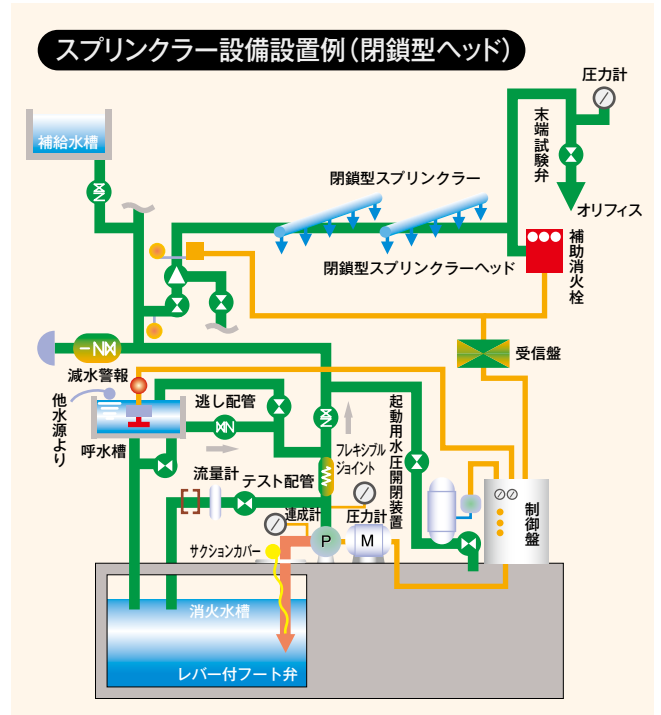 スプリンクラー設備設置例（閉鎖型ヘッド）
圧力計
補給水槽
末端試験弁
閉鎖型スプリンクラー
オリフィス
補助消火栓
閉鎖型スプリンクラーヘッド
受信盤
減水警報
他水源より
逃し配管
起動用水圧開閉装置
呼水槽
フレキシブル
ジョイント
流量計
テスト配管
連成計
圧力計
制御盤
サクションカバー
P
M
消火水槽
レバー付フート弁